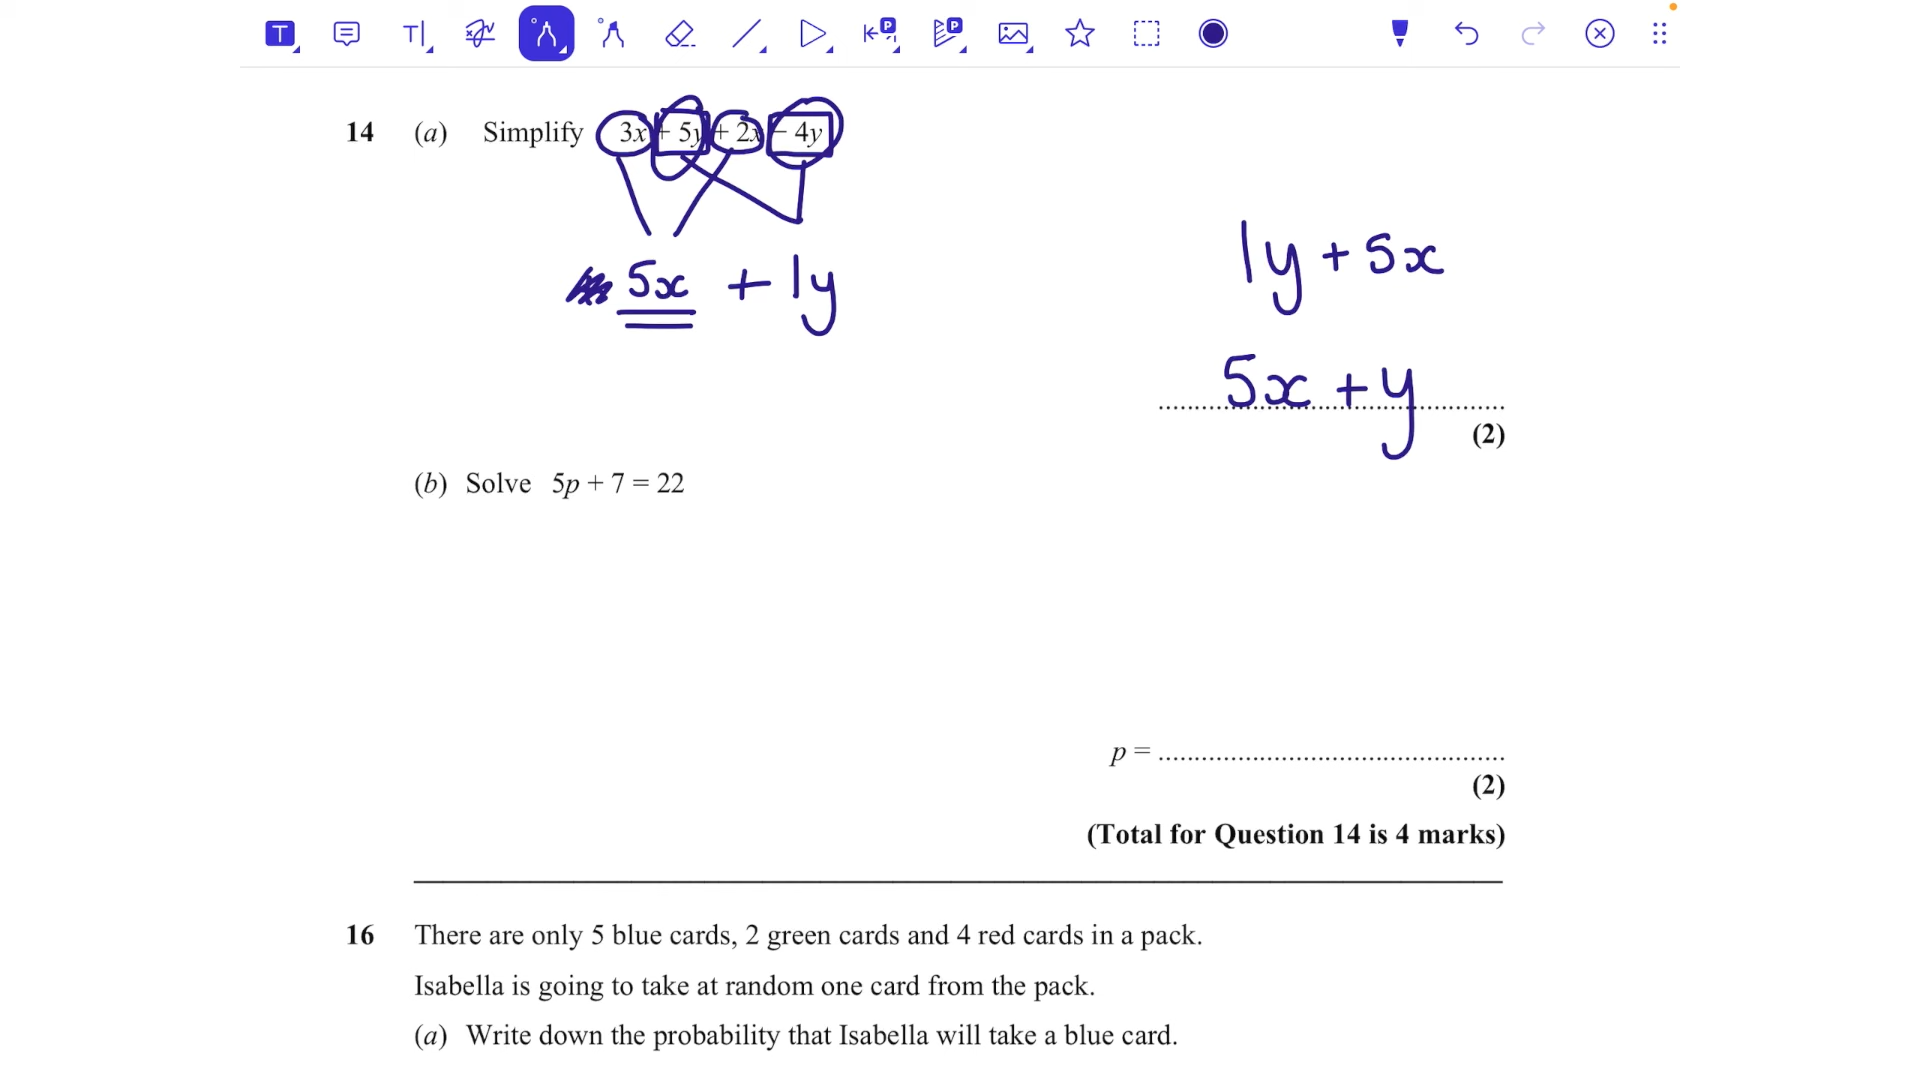 14 (a) Simplify 3x + 5y + 2x − 4y
5x + 1y
1y + 5x
5x + y
(2)
(b) Solve 5p + 7 = 22
p = ................................................
(2)
(Total for Question 14 is 4 marks)
16 There are only 5 blue cards, 2 green cards and 4 red cards in a pack.
Isabella is going to take at random one card from the pack.
(a) Write down the probability that Isabella will take a blue card.